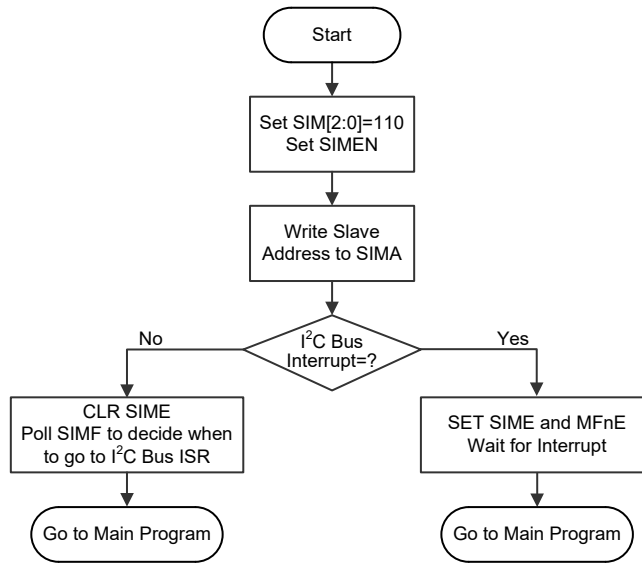 Start
Set SIM[2:0]=110
Set SIMEN
Write Slave
Address to SIMA
I²C Bus
Interrupt=?
No
Yes
CLR SIME
Poll SIMF to decide when
to go to I²C Bus ISR
SET SIME and MFnE
Wait for Interrupt
Go to Main Program
Go to Main Program